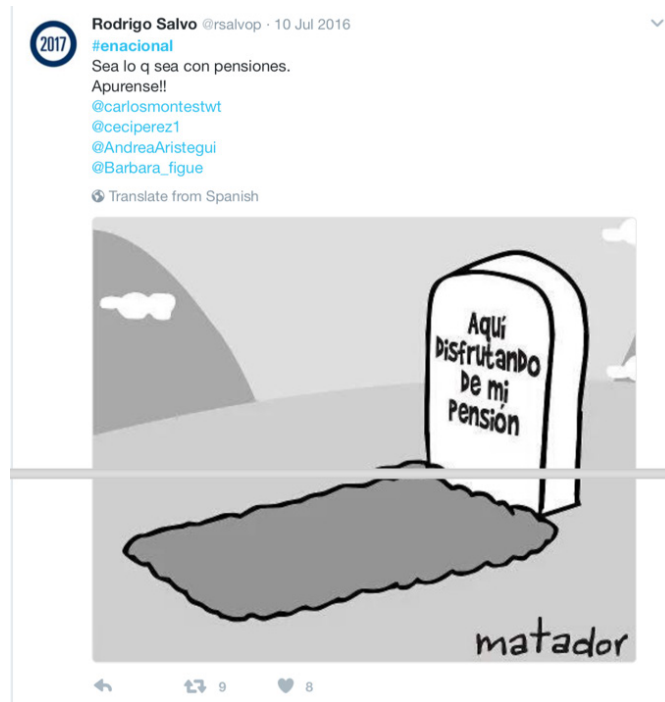 2017
Rodrigo Salvo @rsalvop · 10 Jul 2016
#enacional
Sea lo q sea con pensiones.
Apurense!!
@carlosmontestwt
@ceciperez1
@AndreaAristegui
@Barbara_figue
Translate from Spanish
Aquí
Disfrutando
De mi
Pensión
matador
9 8